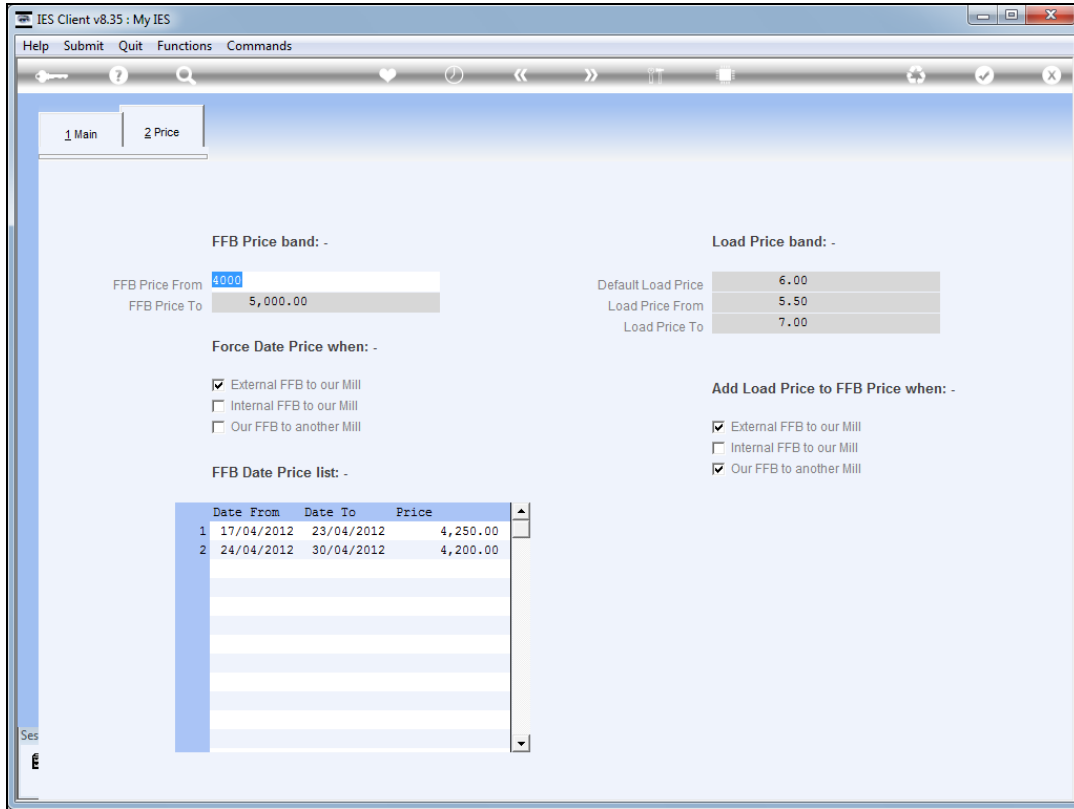 IES Client v8.35 : My IES
Help Submit Quit Functions Commands
1 Main
2 Price
FFB Price band: -
FFB Price From 4000
FFB Price To 5,000.00
Load Price band: -
Default Load Price 6.00
Load Price From 5.50
Load Price To 7.00
Force Date Price when: -
External FFB to our Mill
Internal FFB to our Mill
Our FFB to another Mill
Add Load Price to FFB Price when: -
External FFB to our Mill
Internal FFB to our Mill
Our FFB to another Mill
FFB Date Price list: -
Date From Date To Price
1 17/04/2012 23/04/2012 4,250.00
2 24/04/2012 30/04/2012 4,200.00
Ses